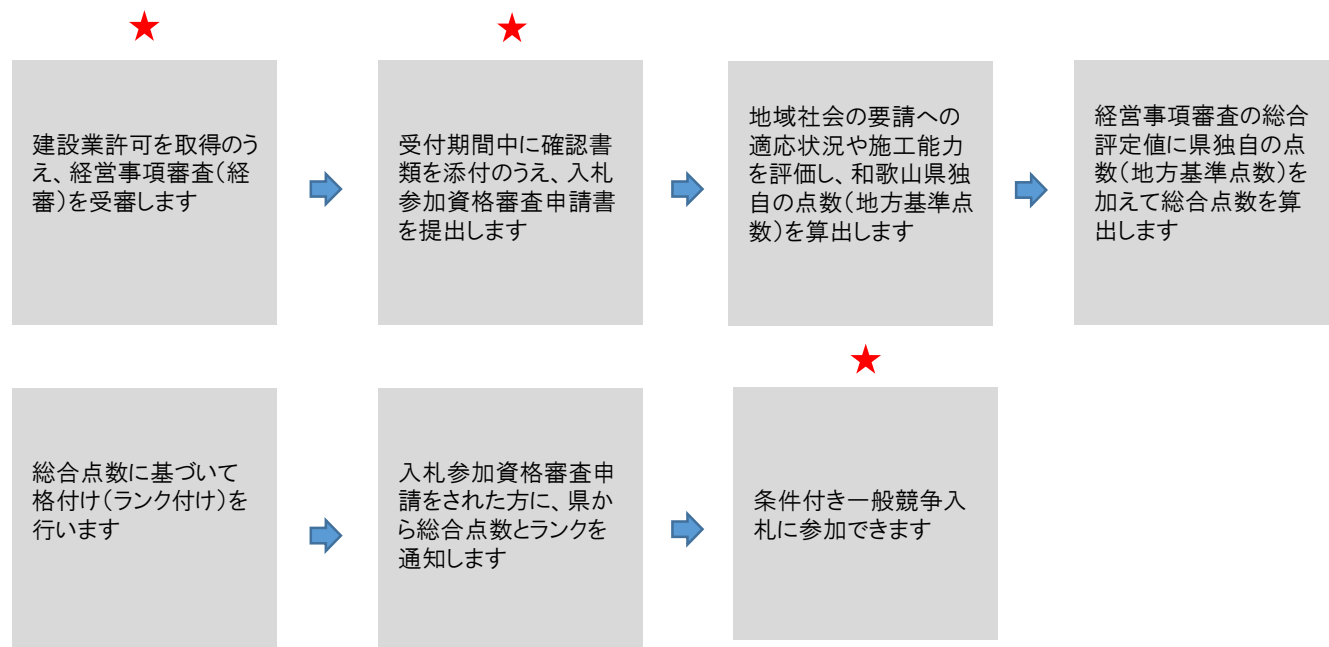 建設業許可を取得のう
え、経営事項審査（経
審）を受審します
受付期間中に確認書
類を添付のうえ、入札
参加資格審査申請書
を提出します
地域社会の要請への
適応状況や施工能力
を評価し、和歌山県独
自の点数（地方基準点
数）を算出します
経営事項審査の総合
評定値に県独自の点
数（地方基準点数）を
加えて総合点数を算
出します
総合点数に基づいて
格付け（ランク付け）を
行います
入札参加資格審査申
請をされた方に、県か
ら総合点数とランクを
通知します
条件付き一般競争入
札に参加できます